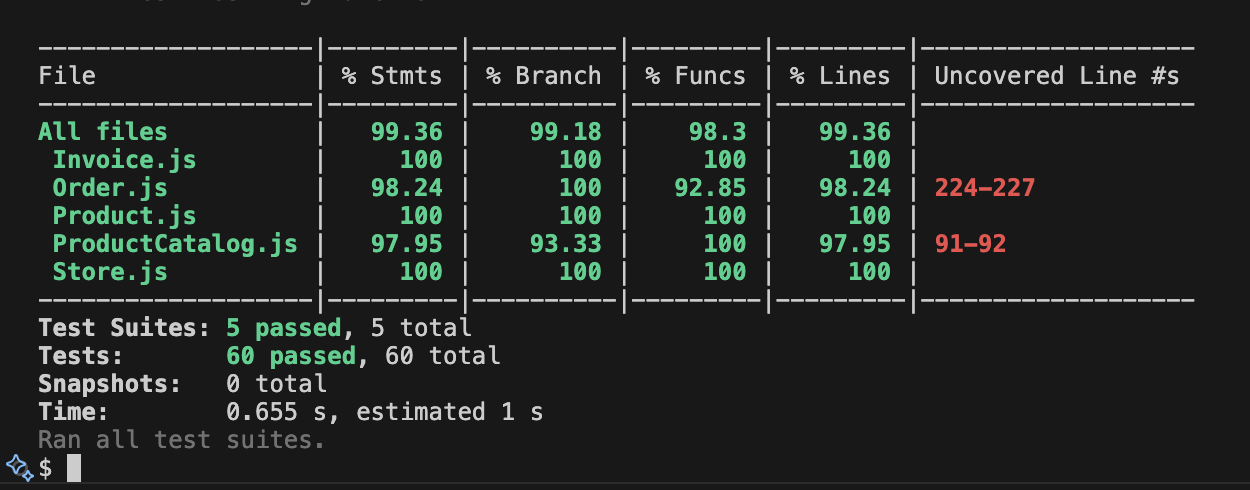 -------------------|---------|----------|---------|---------|-------------------
File               | % Stmts | % Branch | % Funcs | % Lines | Uncovered Line #s
-------------------|---------|----------|---------|---------|-------------------
All files          |   99.36 |    99.18 |    98.3 |   99.36 |
 Invoice.js        |     100 |      100 |     100 |     100 |
 Order.js          |   98.24 |      100 |   92.85 |   98.24 | 224-227
 Product.js        |     100 |      100 |     100 |     100 |
 ProductCatalog.js |   97.95 |    93.33 |     100 |   97.95 | 91-92
 Store.js          |     100 |      100 |     100 |     100 |
-------------------|---------|----------|---------|---------|-------------------
Test Suites: 5 passed, 5 total
Tests:       60 passed, 60 total
Snapshots:   0 total
Time:        0.655 s, estimated 1 s
Ran all test suites.
$